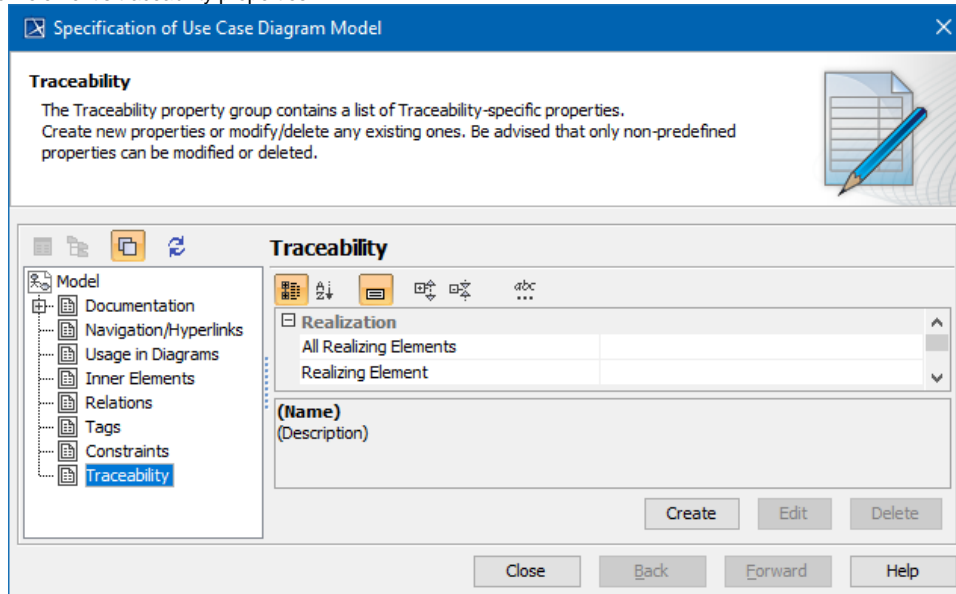 Specification of Use Case Diagram Model
Traceability
The Traceability property group contains a list of Traceability-specific properties.
Create new properties or modify/delete any existing ones. Be advised that only non-predefined
properties can be modified or deleted.
Traceability
Model
Documentation
Navigation/Hyperlinks
Usage in Diagrams
Inner Elements
Relations
Tags
Constraints
Traceability
Realization
All Realizing Elements
Realizing Element
(Name)
(Description)
Create Edit Delete
Close Back Forward Help